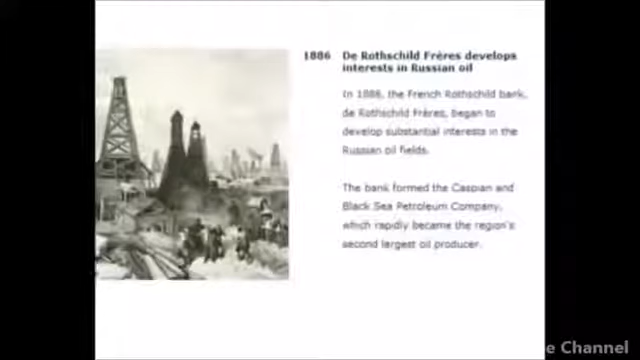 1886 De Rothschild Frères develops
interests in Russian oil
In 1886, the French Rothschild bank,
de Rothschild Frères, began to
develop substantial interests in the
Russian oil fields.
The bank formed the Caspian and
Black Sea Petroleum Company,
which rapidly became the region's
second largest oil producer.
e Channel